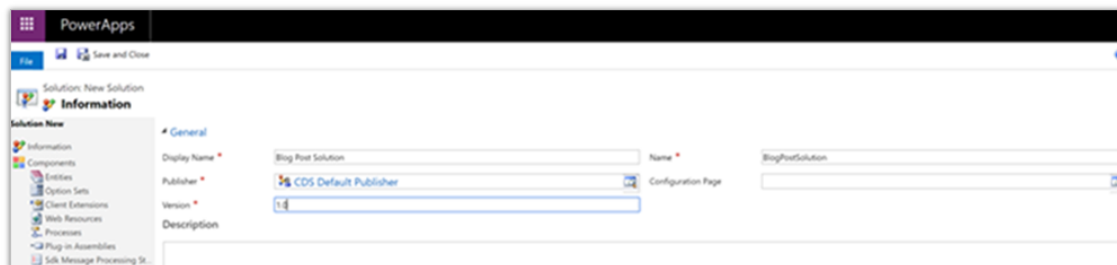 PowerApps
File Save and Close
Solution: New Solution
Information
Solution New
General
Information
Display Name * Blog Post Solution Name * BlogPostSolution
Components
Entities
Publisher * CDS Default Publisher Configuration Page
Option Sets
Client Extensions
Version * 1.0
Web Resources
Description
Processes
Plug-in Assemblies
Sdk Message Processing St...